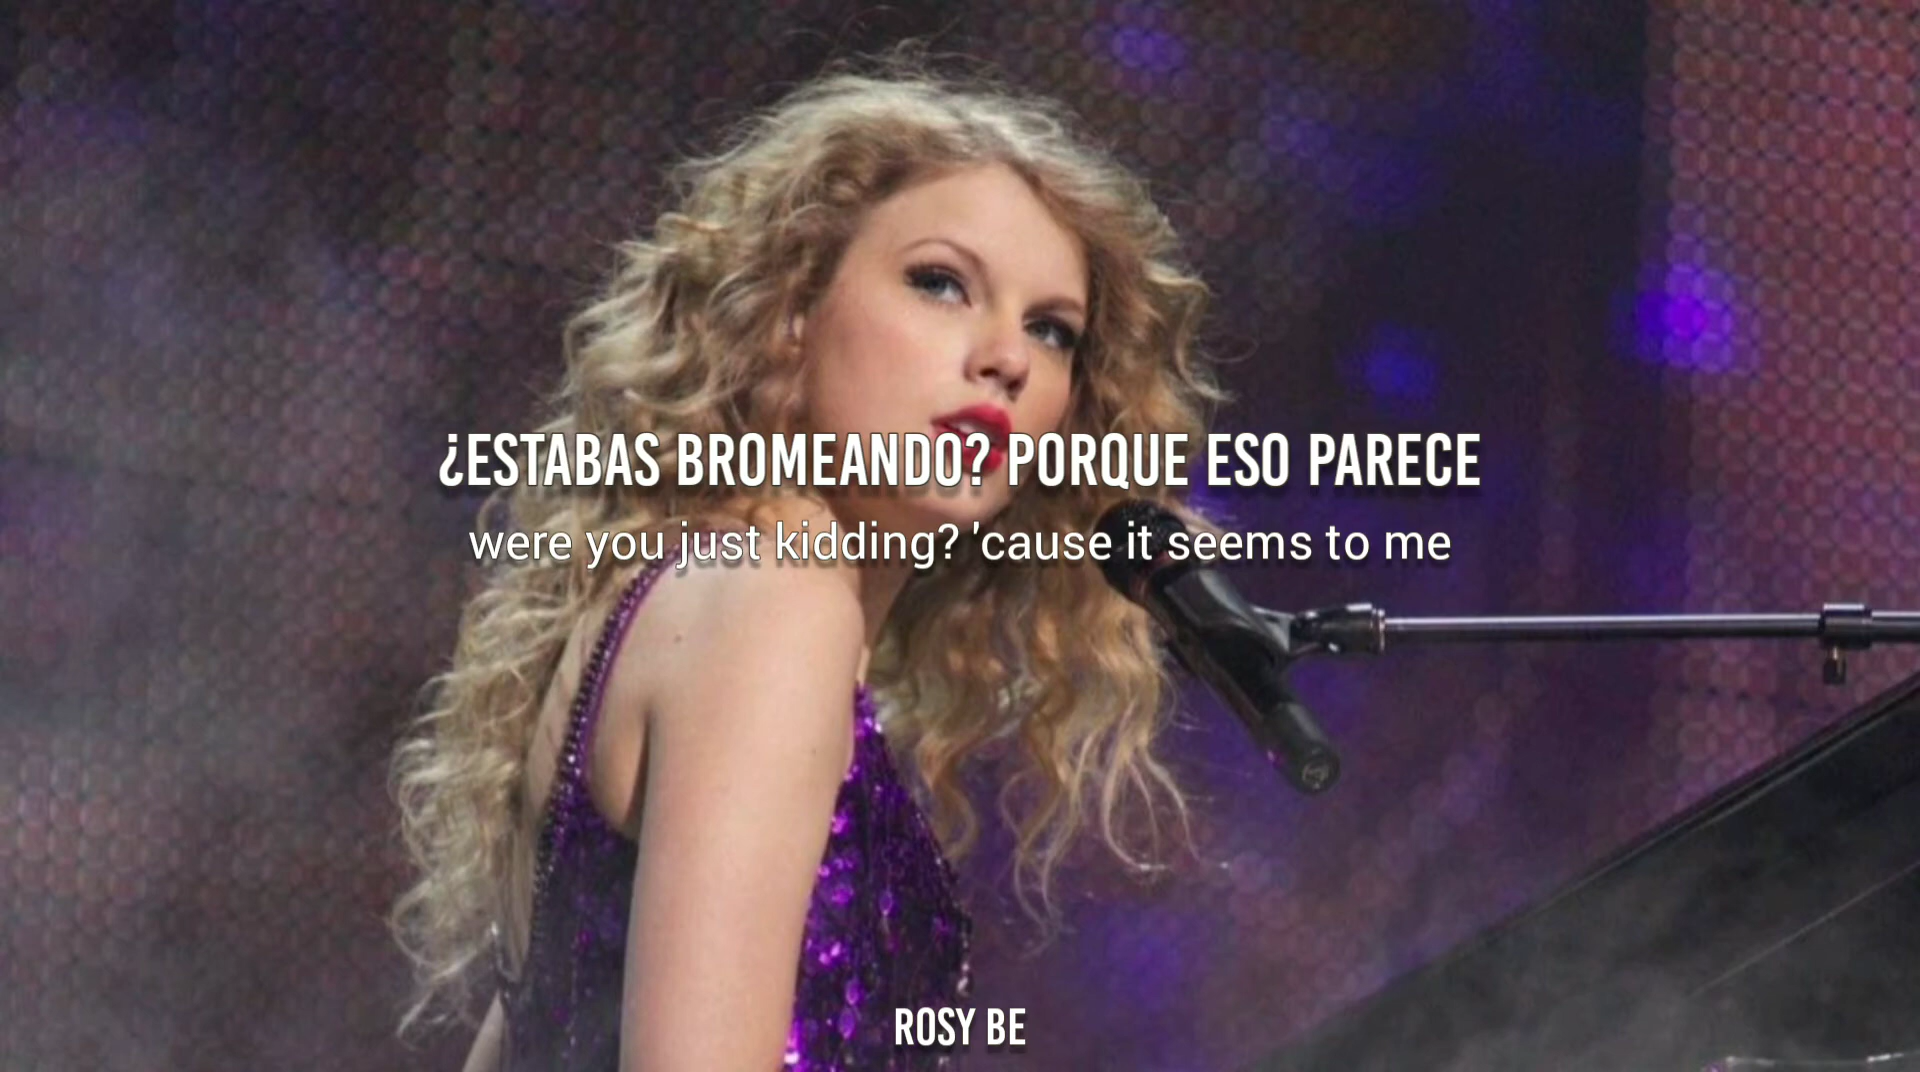 ¿ESTABAS BROMEANDO? PORQUE ESO PARECE
were you just kidding? 'cause it seems to me
ROSY BE